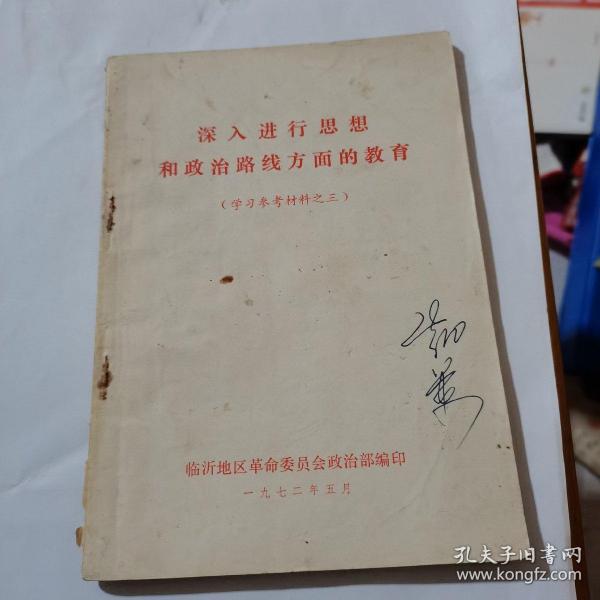 深入进行思想
和政治路线方面的教育
（学习参考材料之三）
临沂地区革命委员会政治部编印
一九七二年五月
孔夫子旧书网
www.kongfz.com